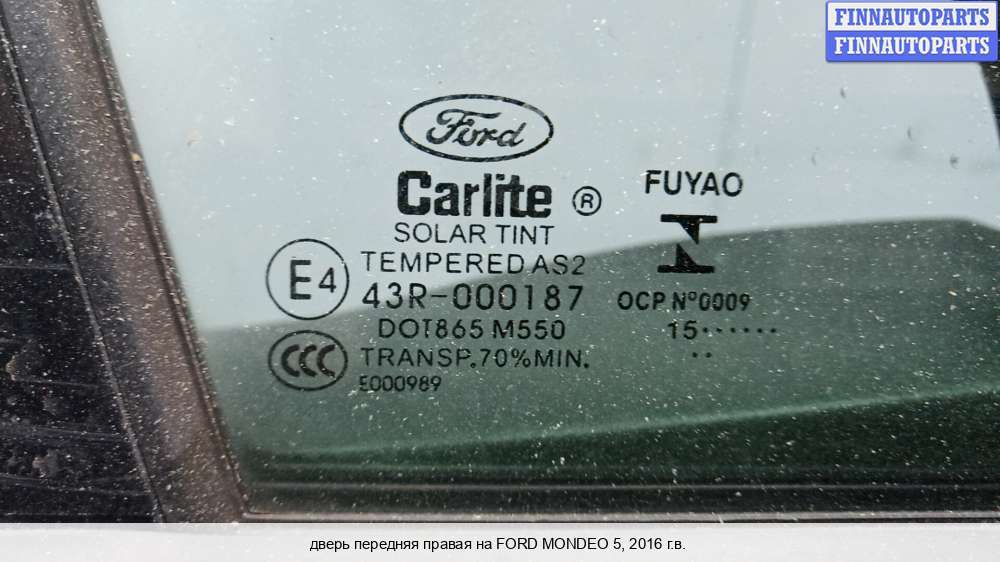 FINNAUTOPARTS
FINNAUTOPARTS
Ford
Carlite ®
FUYAO
SOLAR TINT
TEMPERED AS2
E4
43R-000187
OCP Nº0009
DOT865 M550
15......
..
CCC
TRANSP.70%MIN.
E000989
дверь передняя правая на FORD MONDEO 5, 2016 г.в.